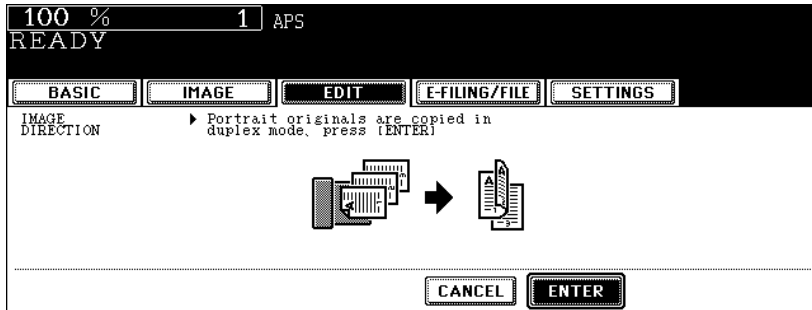 100 % 1 APS
READY
BASIC IMAGE EDIT E-FILING/FILE SETTINGS
IMAGE
DIRECTION
Portrait originals are copied in
duplex mode, press [ENTER]
CANCEL ENTER